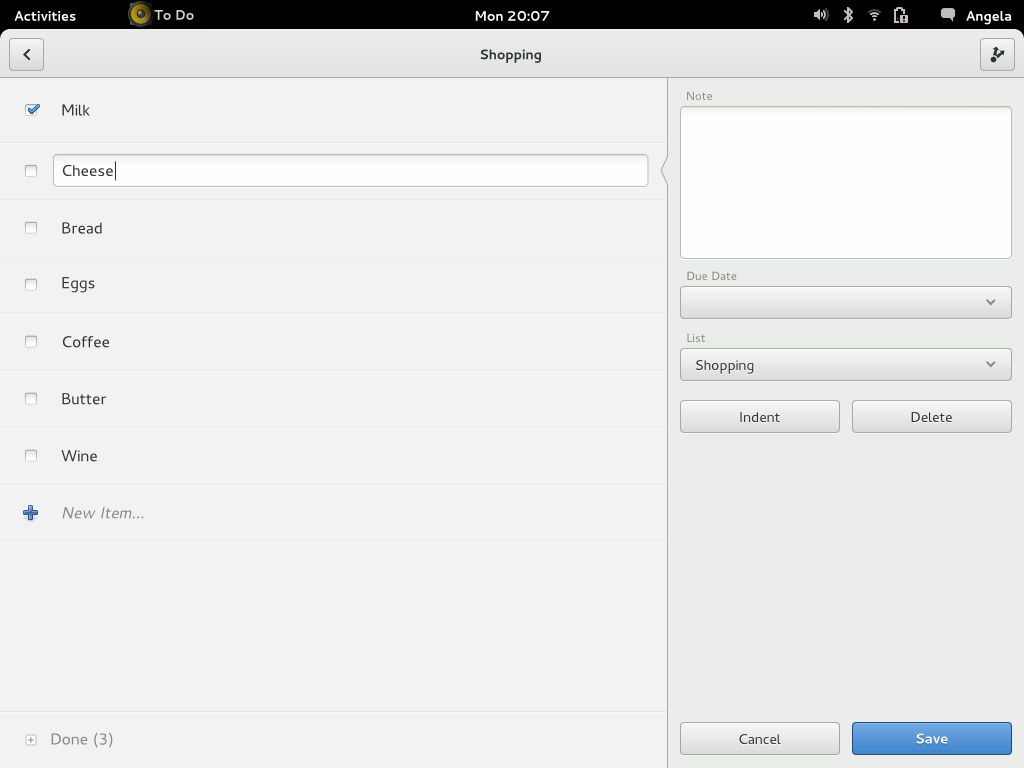 Activities To Do Mon 20:07 Angela
Shopping
Milk
Cheese
Bread
Eggs
Coffee
Butter
Wine
New Item...
Done (3)
Note
Due Date
List
Shopping
Indent Delete
Cancel Save